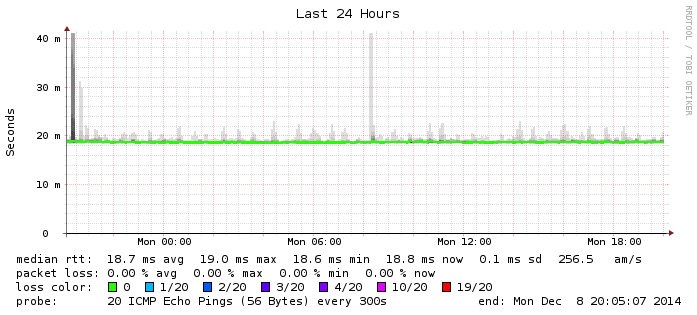 Last 24 Hours
RRDTOOL / TOBI OETIKER
Seconds
40 m
30 m
20 m
10 m
0
Mon 00:00 Mon 06:00 Mon 12:00 Mon 18:00
median rtt: 18.7 ms avg 19.0 ms max 18.6 ms min 18.8 ms now 0.1 ms sd 256.5 am/s
packet loss: 0.00 % avg 0.00 % max 0.00 % min 0.00 % now
loss color: 0 1/20 2/20 3/20 4/20 10/20 19/20
probe: 20 ICMP Echo Pings (56 Bytes) every 300s end: Mon Dec 8 20:05:07 2014